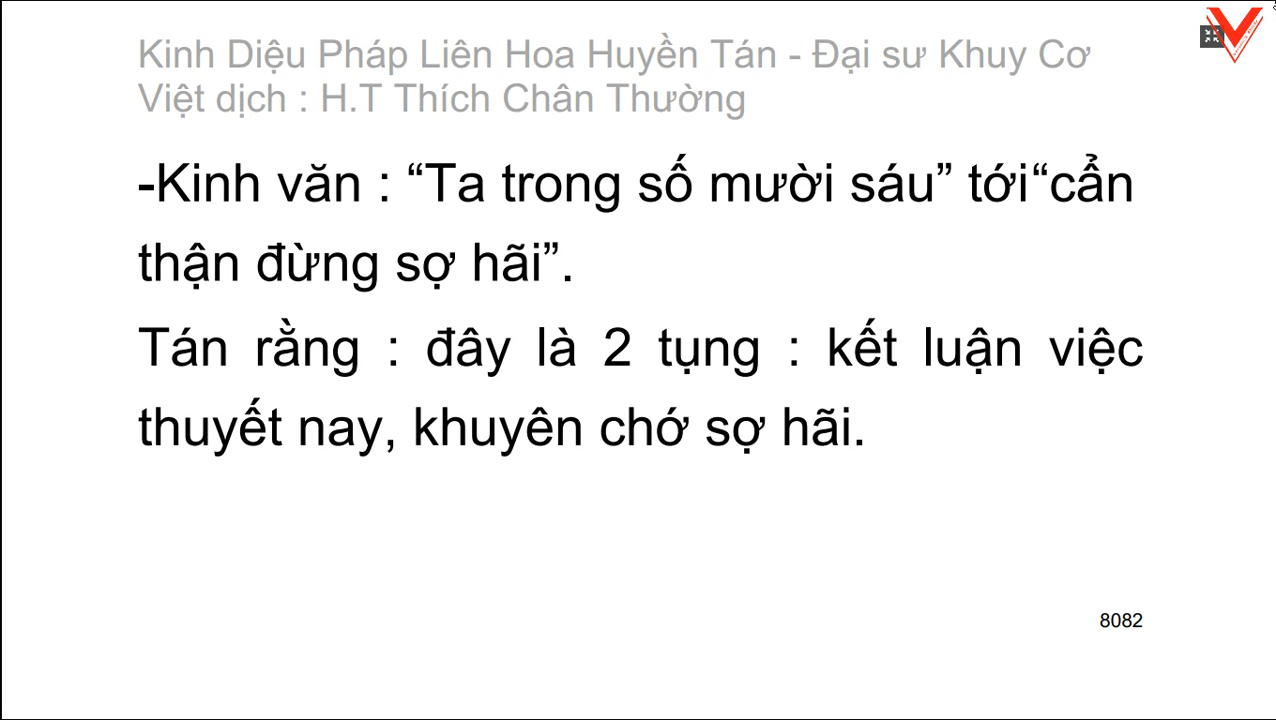 Kinh Diệu Pháp Liên Hoa Huyền Tán - Đại sư Khuy Cơ
Việt dịch : H.T Thích Chân Thường
-Kinh văn : “Ta trong số mười sáu” tới“cẩn
thận đừng sợ hãi”.
Tán rằng : đây là 2 tụng : kết luận việc
thuyết nay, khuyên chớ sợ hãi.
8082